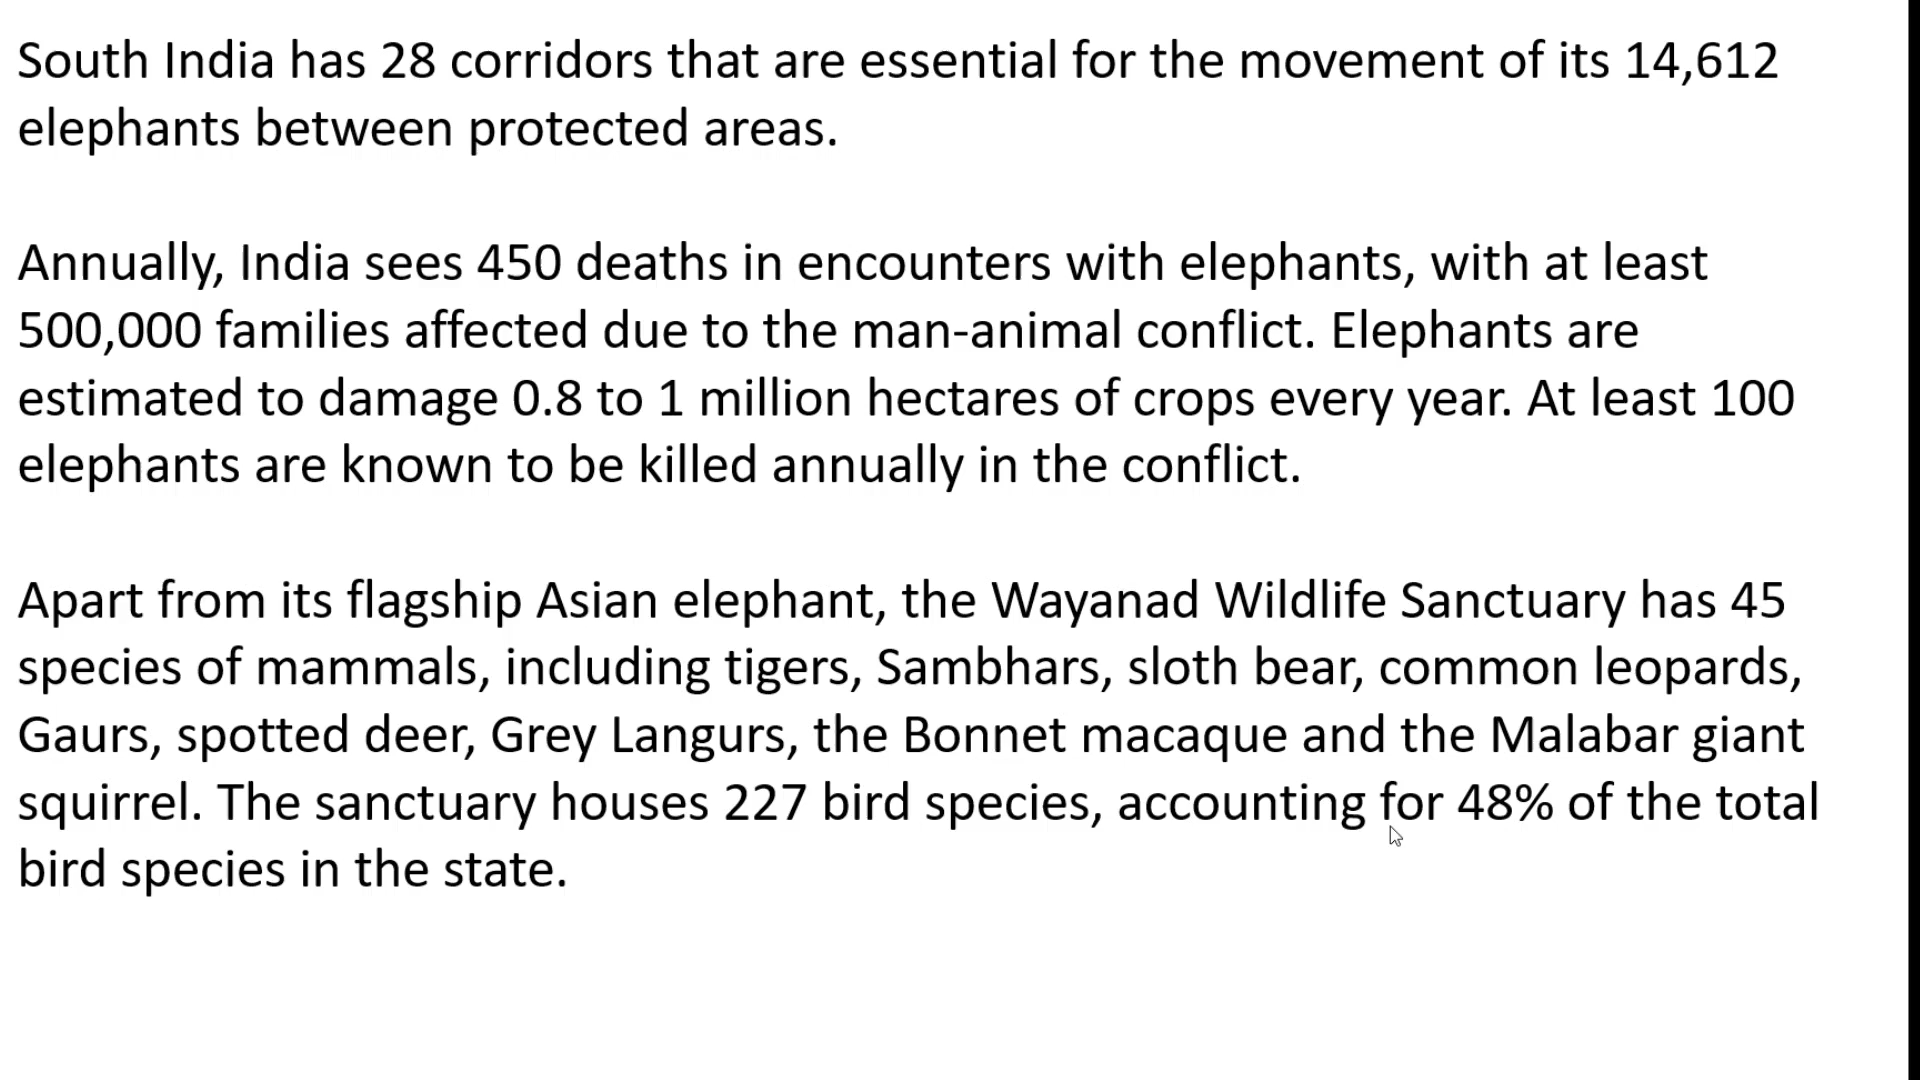 South India has 28 corridors that are essential for the movement of its 14,612
elephants between protected areas.
Annually, India sees 450 deaths in encounters with elephants, with at least
500,000 families affected due to the man-animal conflict. Elephants are
estimated to damage 0.8 to 1 million hectares of crops every year. At least 100
elephants are known to be killed annually in the conflict.
Apart from its flagship Asian elephant, the Wayanad Wildlife Sanctuary has 45
species of mammals, including tigers, Sambhars, sloth bear, common leopards,
Gaurs, spotted deer, Grey Langurs, the Bonnet macaque and the Malabar giant
squirrel. The sanctuary houses 227 bird species, accounting for 48% of the total
bird species in the state.